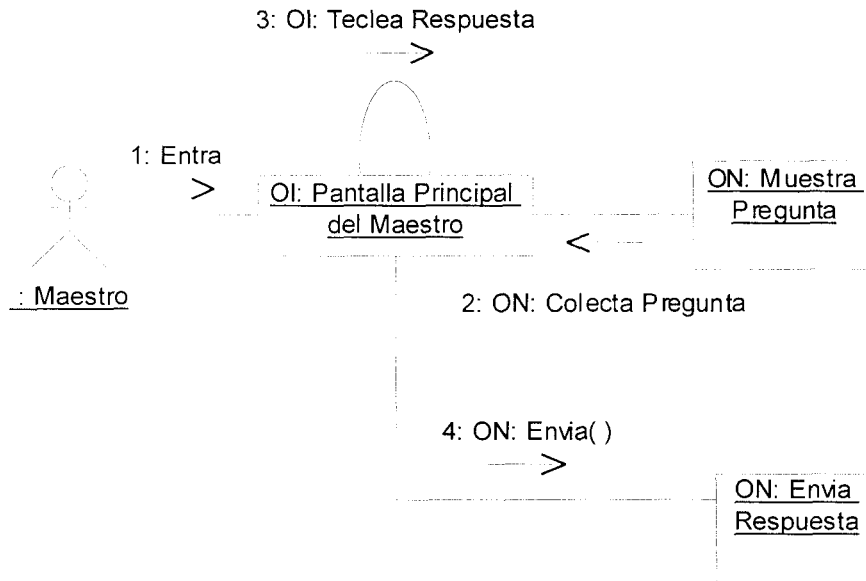 3: OI: Teclea Respuesta
1: Entra
OI: Pantalla Principal
del Maestro
ON: Muestra
Pregunta
: Maestro
2: ON: Colecta Pregunta
4: ON: Envia( )
ON: Envia
Respuesta